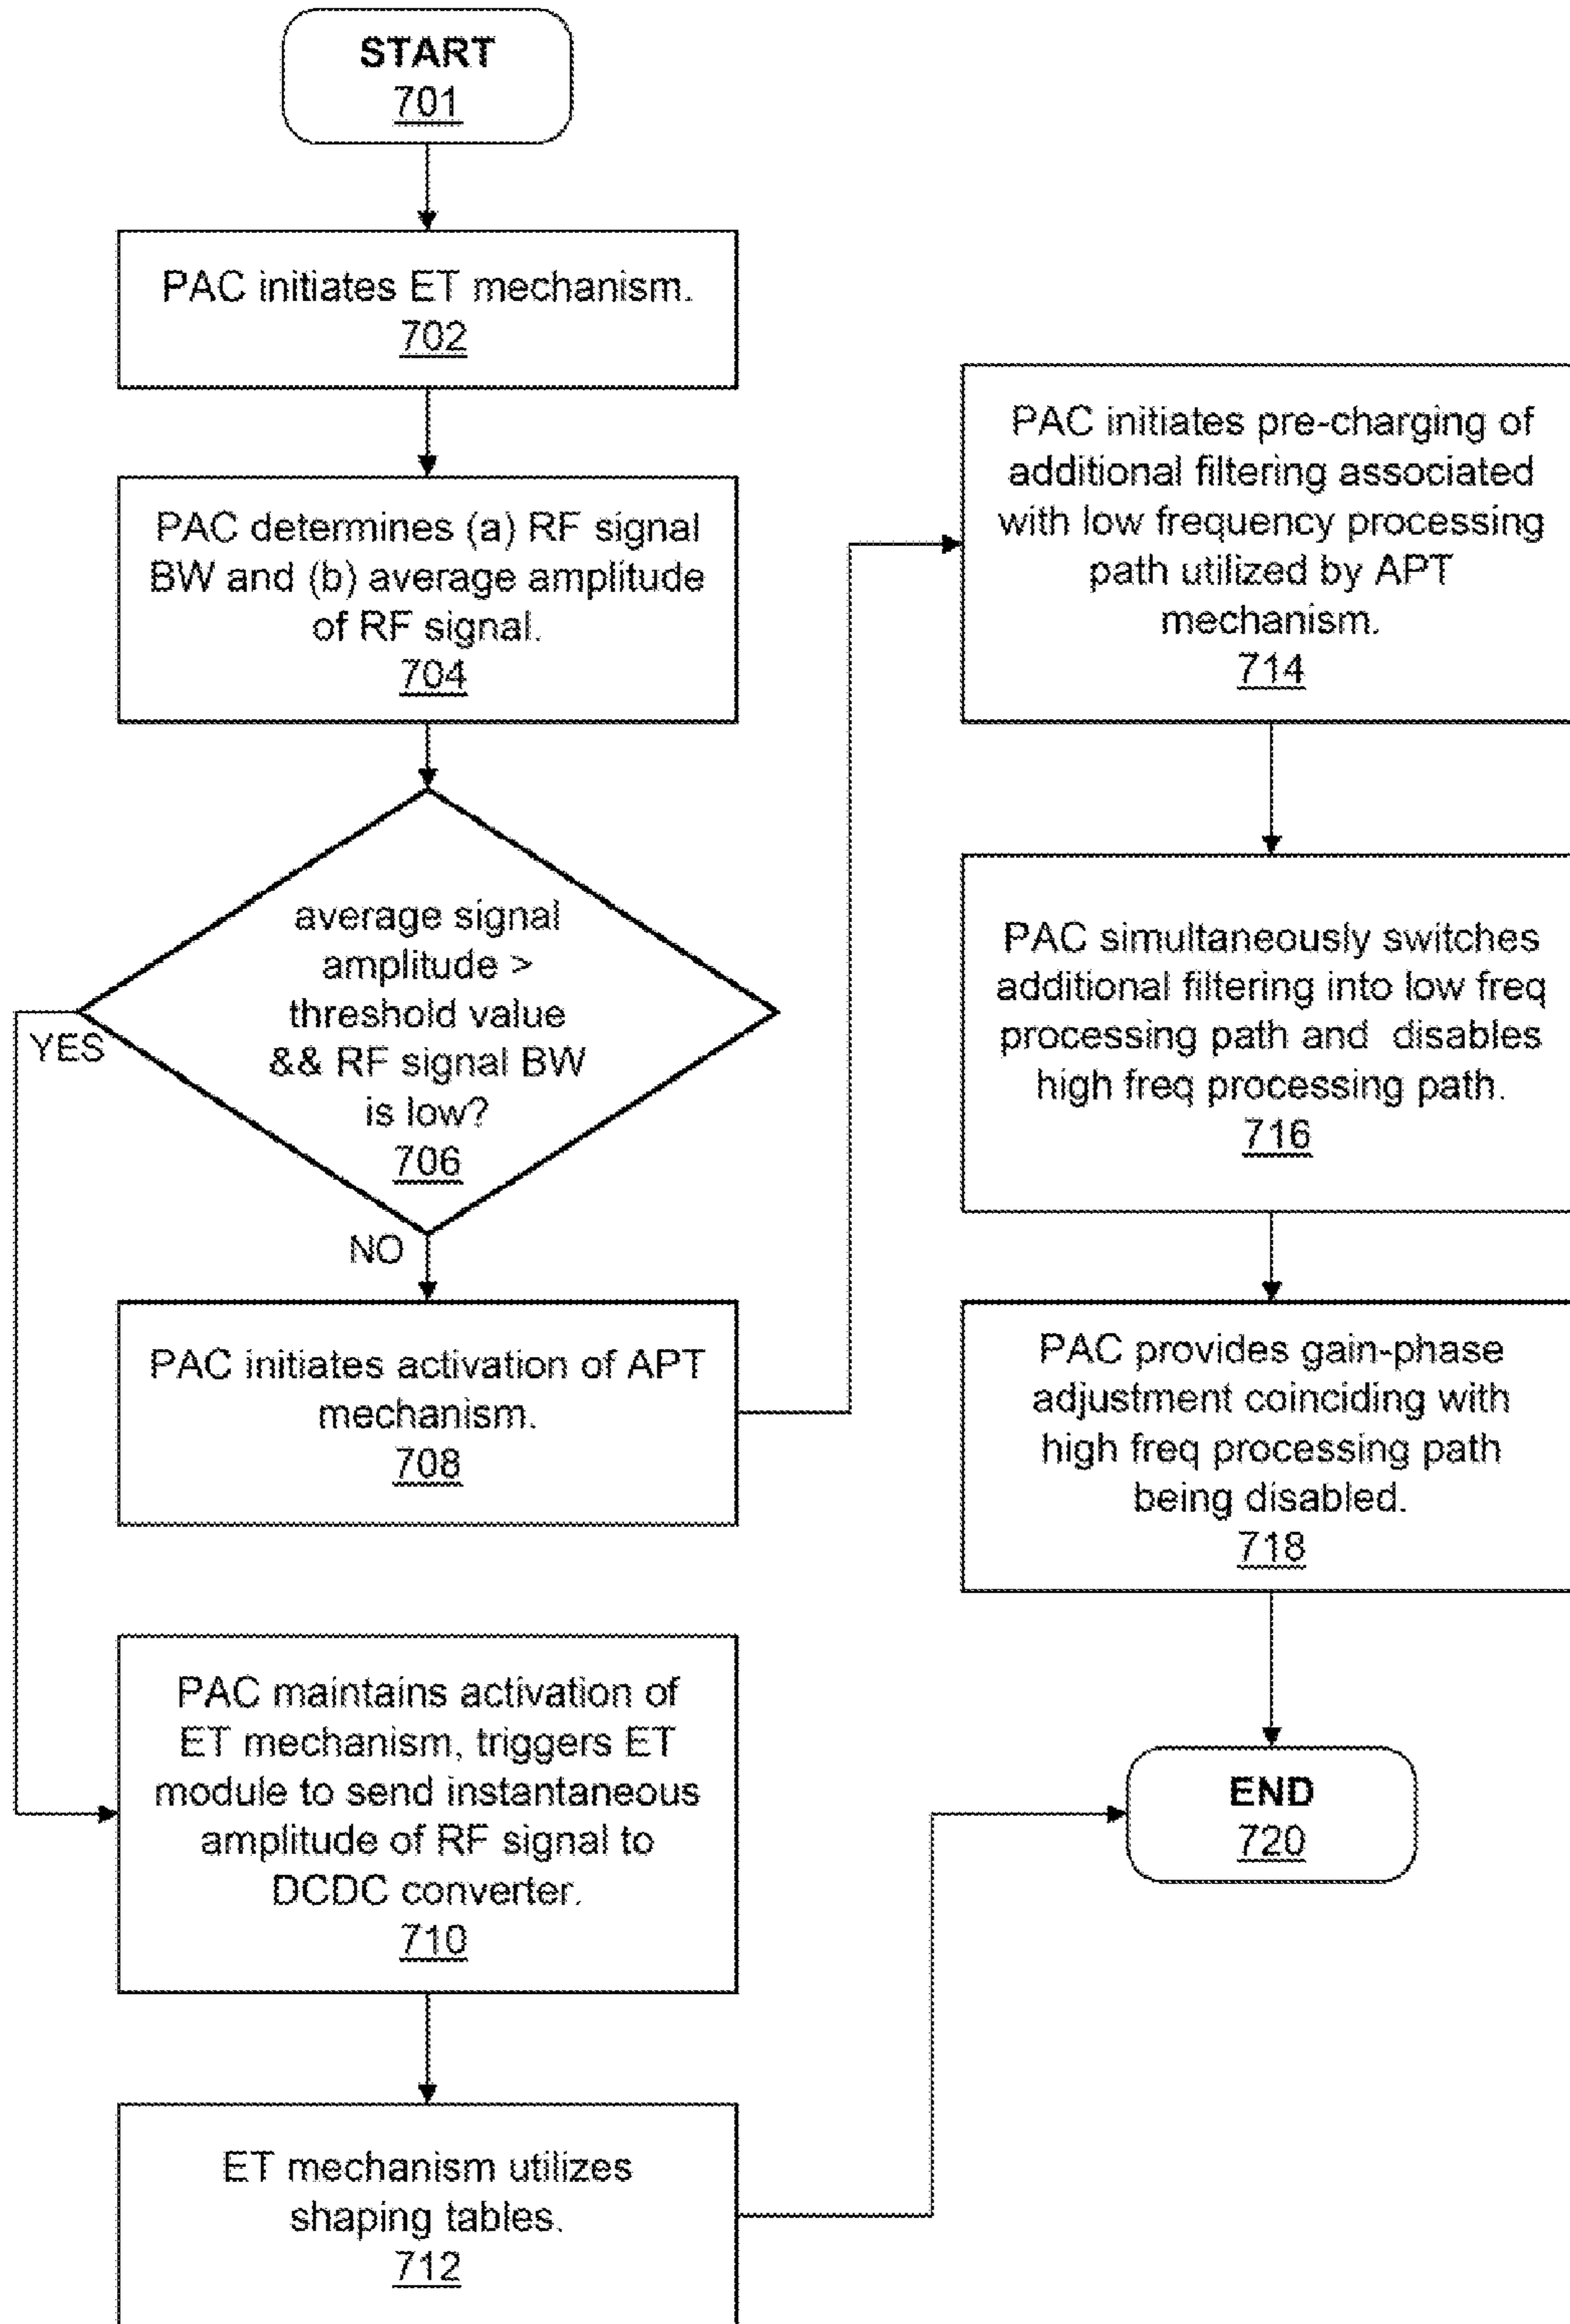 START
701
PAC initiates ET mechanism.
702
PAC determines (a) RF signal
BW and (b) average amplitude
of RF signal.
704
average signal
amplitude >
threshold value
&& RF signal BW
is low?
706
YES
NO
PAC initiates activation of APT
mechanism.
708
PAC maintains activation of
ET mechanism, triggers ET
module to send instantaneous
amplitude of RF signal to
DCDC converter.
710
ET mechanism utilizes
shaping tables.
712
PAC initiates pre-charging of
additional filtering associated
with low frequency processing
path utilized by APT
mechanism.
714
PAC simultaneously switches
additional filtering into low freq
processing path and disables
high freq processing path.
716
PAC provides gain-phase
adjustment coinciding with
high freq processing path
being disabled.
718
END
720